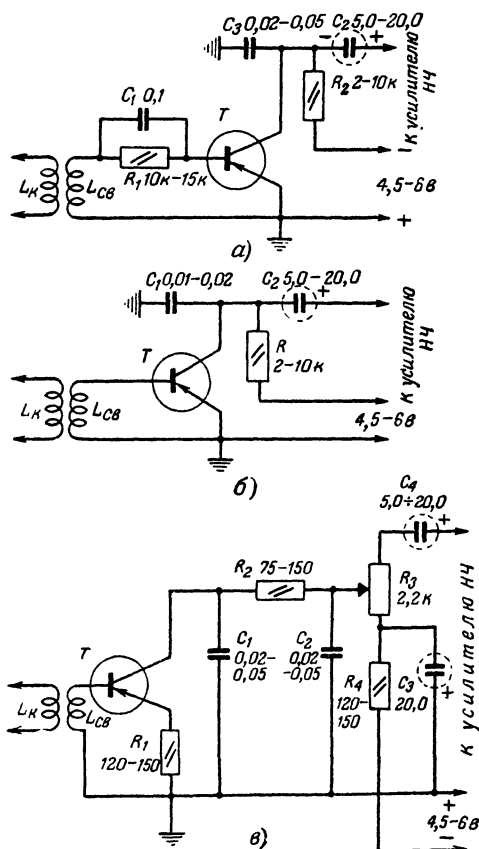 C₃ 0,02-0,05
C₂ 5,0-20,0
- +
C₁ 0,1
T
R₂ 2-10к
к усилителю
НЧ
R₁ 10к-15к
Lк
Lсв
-
4,5-6в
+
а)
C₁ 0,01-0,02
C₂ 5,0-20,0
+
T
R
2-10к
к усилителю
НЧ
Lк
Lсв
4,5-6в
б)
C₄
5,0÷20,0
+
R₂ 75-150
R₃
2,2к
T
C₁
0,02-
0,05
C₂
0,02
-0,05
R₄
120-
150
C₃
20,0
+
к усилителю НЧ
Lк
Lсв
R₁
120-150
+
4,5-6в
-
в)